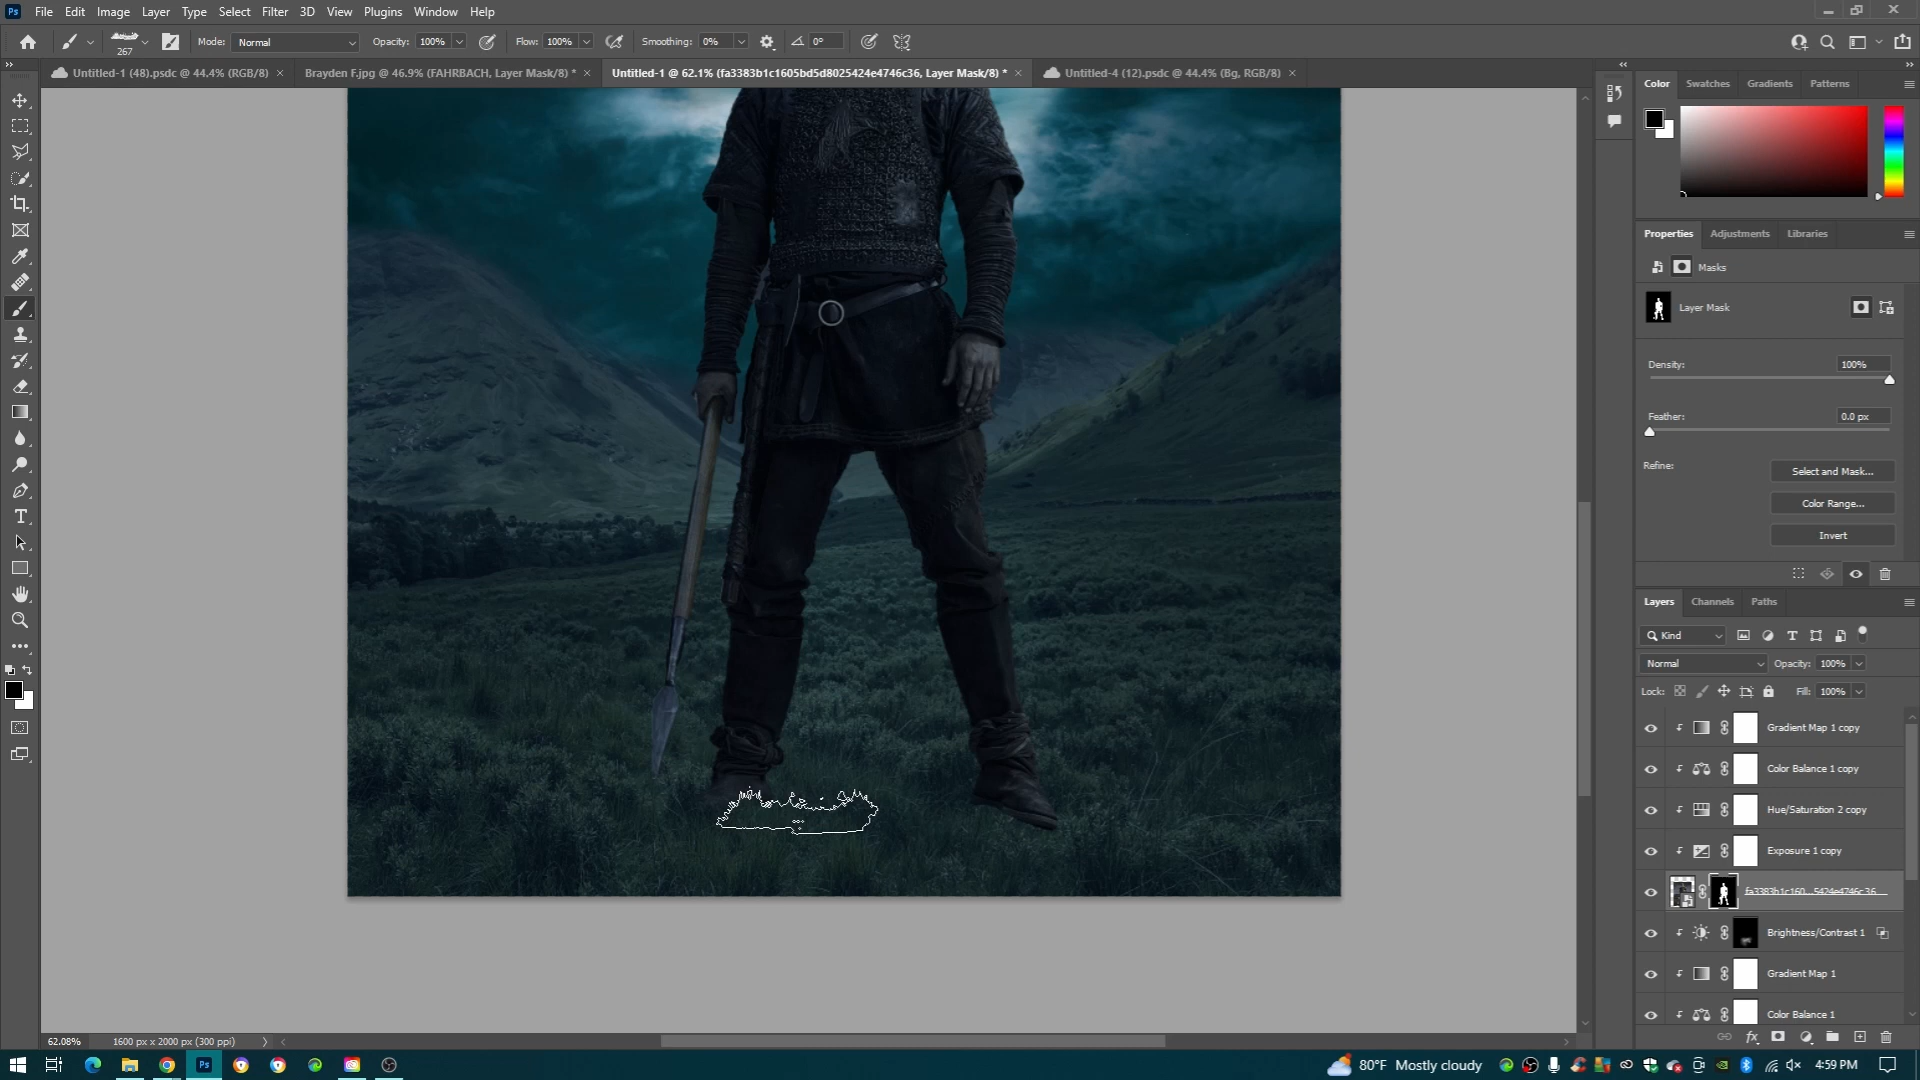 Ps File Edit Image Layer Type Select Filter 3D View Plugins Window Help
267 Mode: Normal Opacity: 100% Flow: 100% Smoothing: 0% 0°
Untitled-1 (48).psdc @ 44.4% (RGB/8) × Brayden F.jpg @ 46.9% (FAHRBACH, Layer Mask/8) * × Untitled-1 @ 62.1% (fa3383b1c1605bd5d8025424e4746c36, Layer Mask/8) * × Untitled-4 (12).psdc @ 44.4% (Bg, RGB/8) ×
Color Swatches Gradients Patterns
Properties Adjustments Libraries
Masks
Layer Mask
Density: 100%
Feather: 0.0 px
Refine: Select and Mask...
Color Range...
Invert
Layers Channels Paths
Kind
Normal Opacity: 100%
Lock: Fill: 100%
Gradient Map 1 copy
Color Balance 1 copy
Hue/Saturation 2 copy
Exposure 1 copy
fa3383b1c160...5424e4746c36
Brightness/Contrast 1
Gradient Map 1
Color Balance 1
62.08% 1600 px x 2000 px (300 ppi)
Ps 80°F Mostly cloudy 4:59 PM